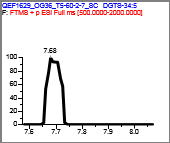 QEF1629_OG36_T5-60-2-7_SC DGTS-34:5
F: FTMS + p ESI Full ms [500.0000-2000.0000]
7.68
100
80
60
40
20
0
7.6 7.7 7.8 7.9 8.0